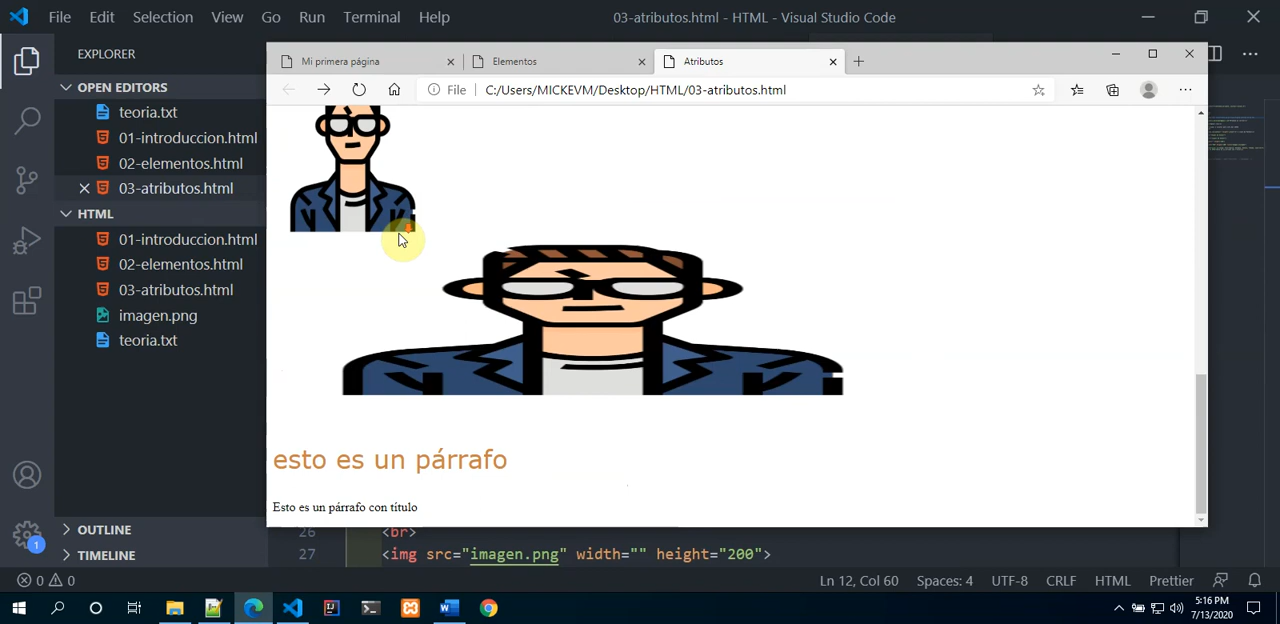 File Edit Selection View Go Run Terminal Help 03-atributos.html - HTML - Visual Studio Code
EXPLORER
OPEN EDITORS
teoria.txt
01-introduccion.html
02-elementos.html
03-atributos.html
HTML
01-introduccion.html
02-elementos.html
03-atributos.html
imagen.png
teoria.txt
OUTLINE
TIMELINE
Mi primera página
Elementos
Atributos
File C:/Users/MICKEVM/Desktop/HTML/03-atributos.html
esto es un párrafo
Esto es un párrafo con título
26 <br>
27 <img src="imagen.png" width="" height="200">
1
0 0 Ln 12, Col 60 Spaces: 4 UTF-8 CRLF HTML Prettier
5:16 PM
7/13/2020